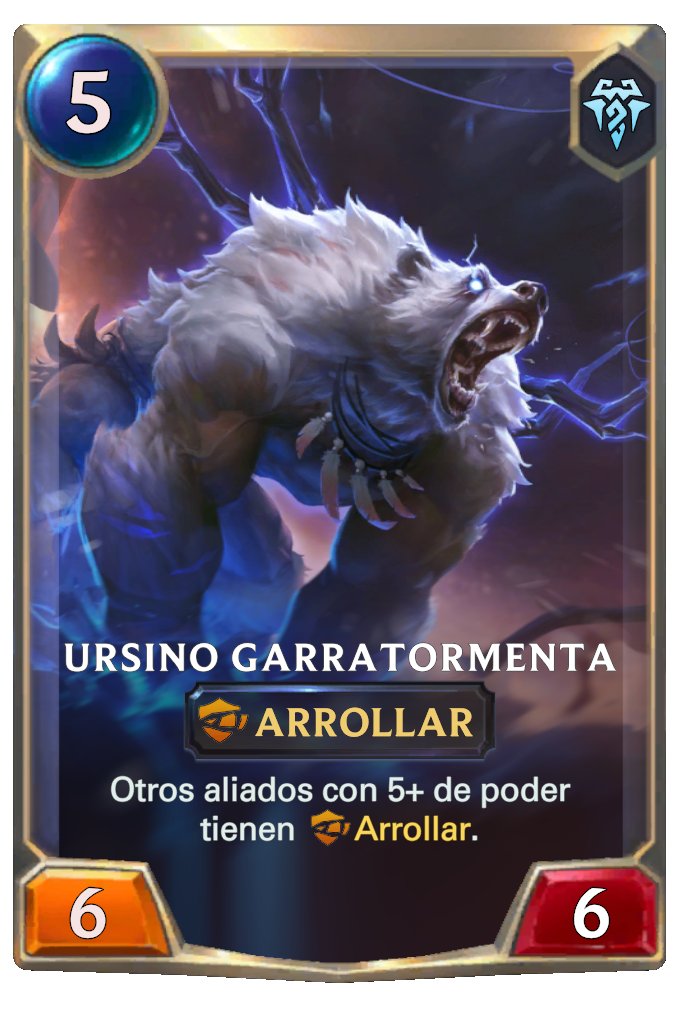 5
URSINO GARRATORMENTA
ARROLLAR
Otros aliados con 5+ de poder
tienen Arrollar.
6
6